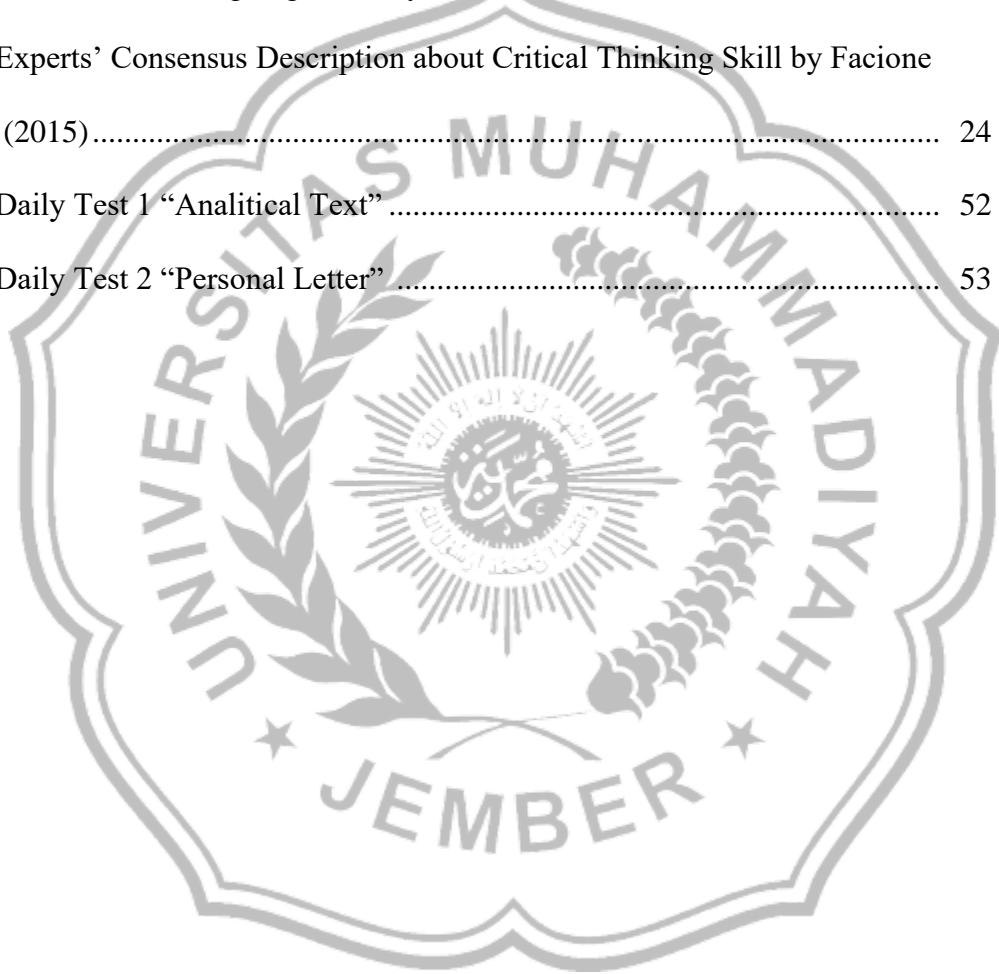 Experts’ Consensus Description about Critical Thinking Skill by Facione
(2015)........................................................................................................... 24
Daily Test 1 “Analitical Text” ...................................................................... 52
Daily Test 2 “Personal Letter” ..................................................................... 53
UNIVERSITAS MUHAMMADIYAH
JEMBER